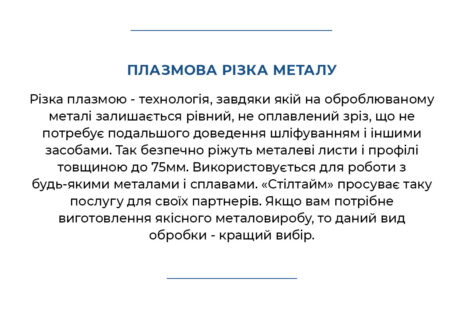 ПЛАЗМОВА РІЗКА МЕТАЛУ
Різка плазмою - технологія, завдяки якій на оброблюваному
металі залишається рівний, не оплавлений зріз, що не
потребує подальшого доведення шліфуванням і іншими
засобами. Так безпечно ріжуть металеві листи і профілі
товщиною до 75мм. Використовується для роботи з
будь-якими металами і сплавами. «Стілтайм» просуває таку
послугу для своїх партнерів. Якщо вам потрібне
виготовлення якісного металовиробу, то даний вид
обробки - кращий вибір.